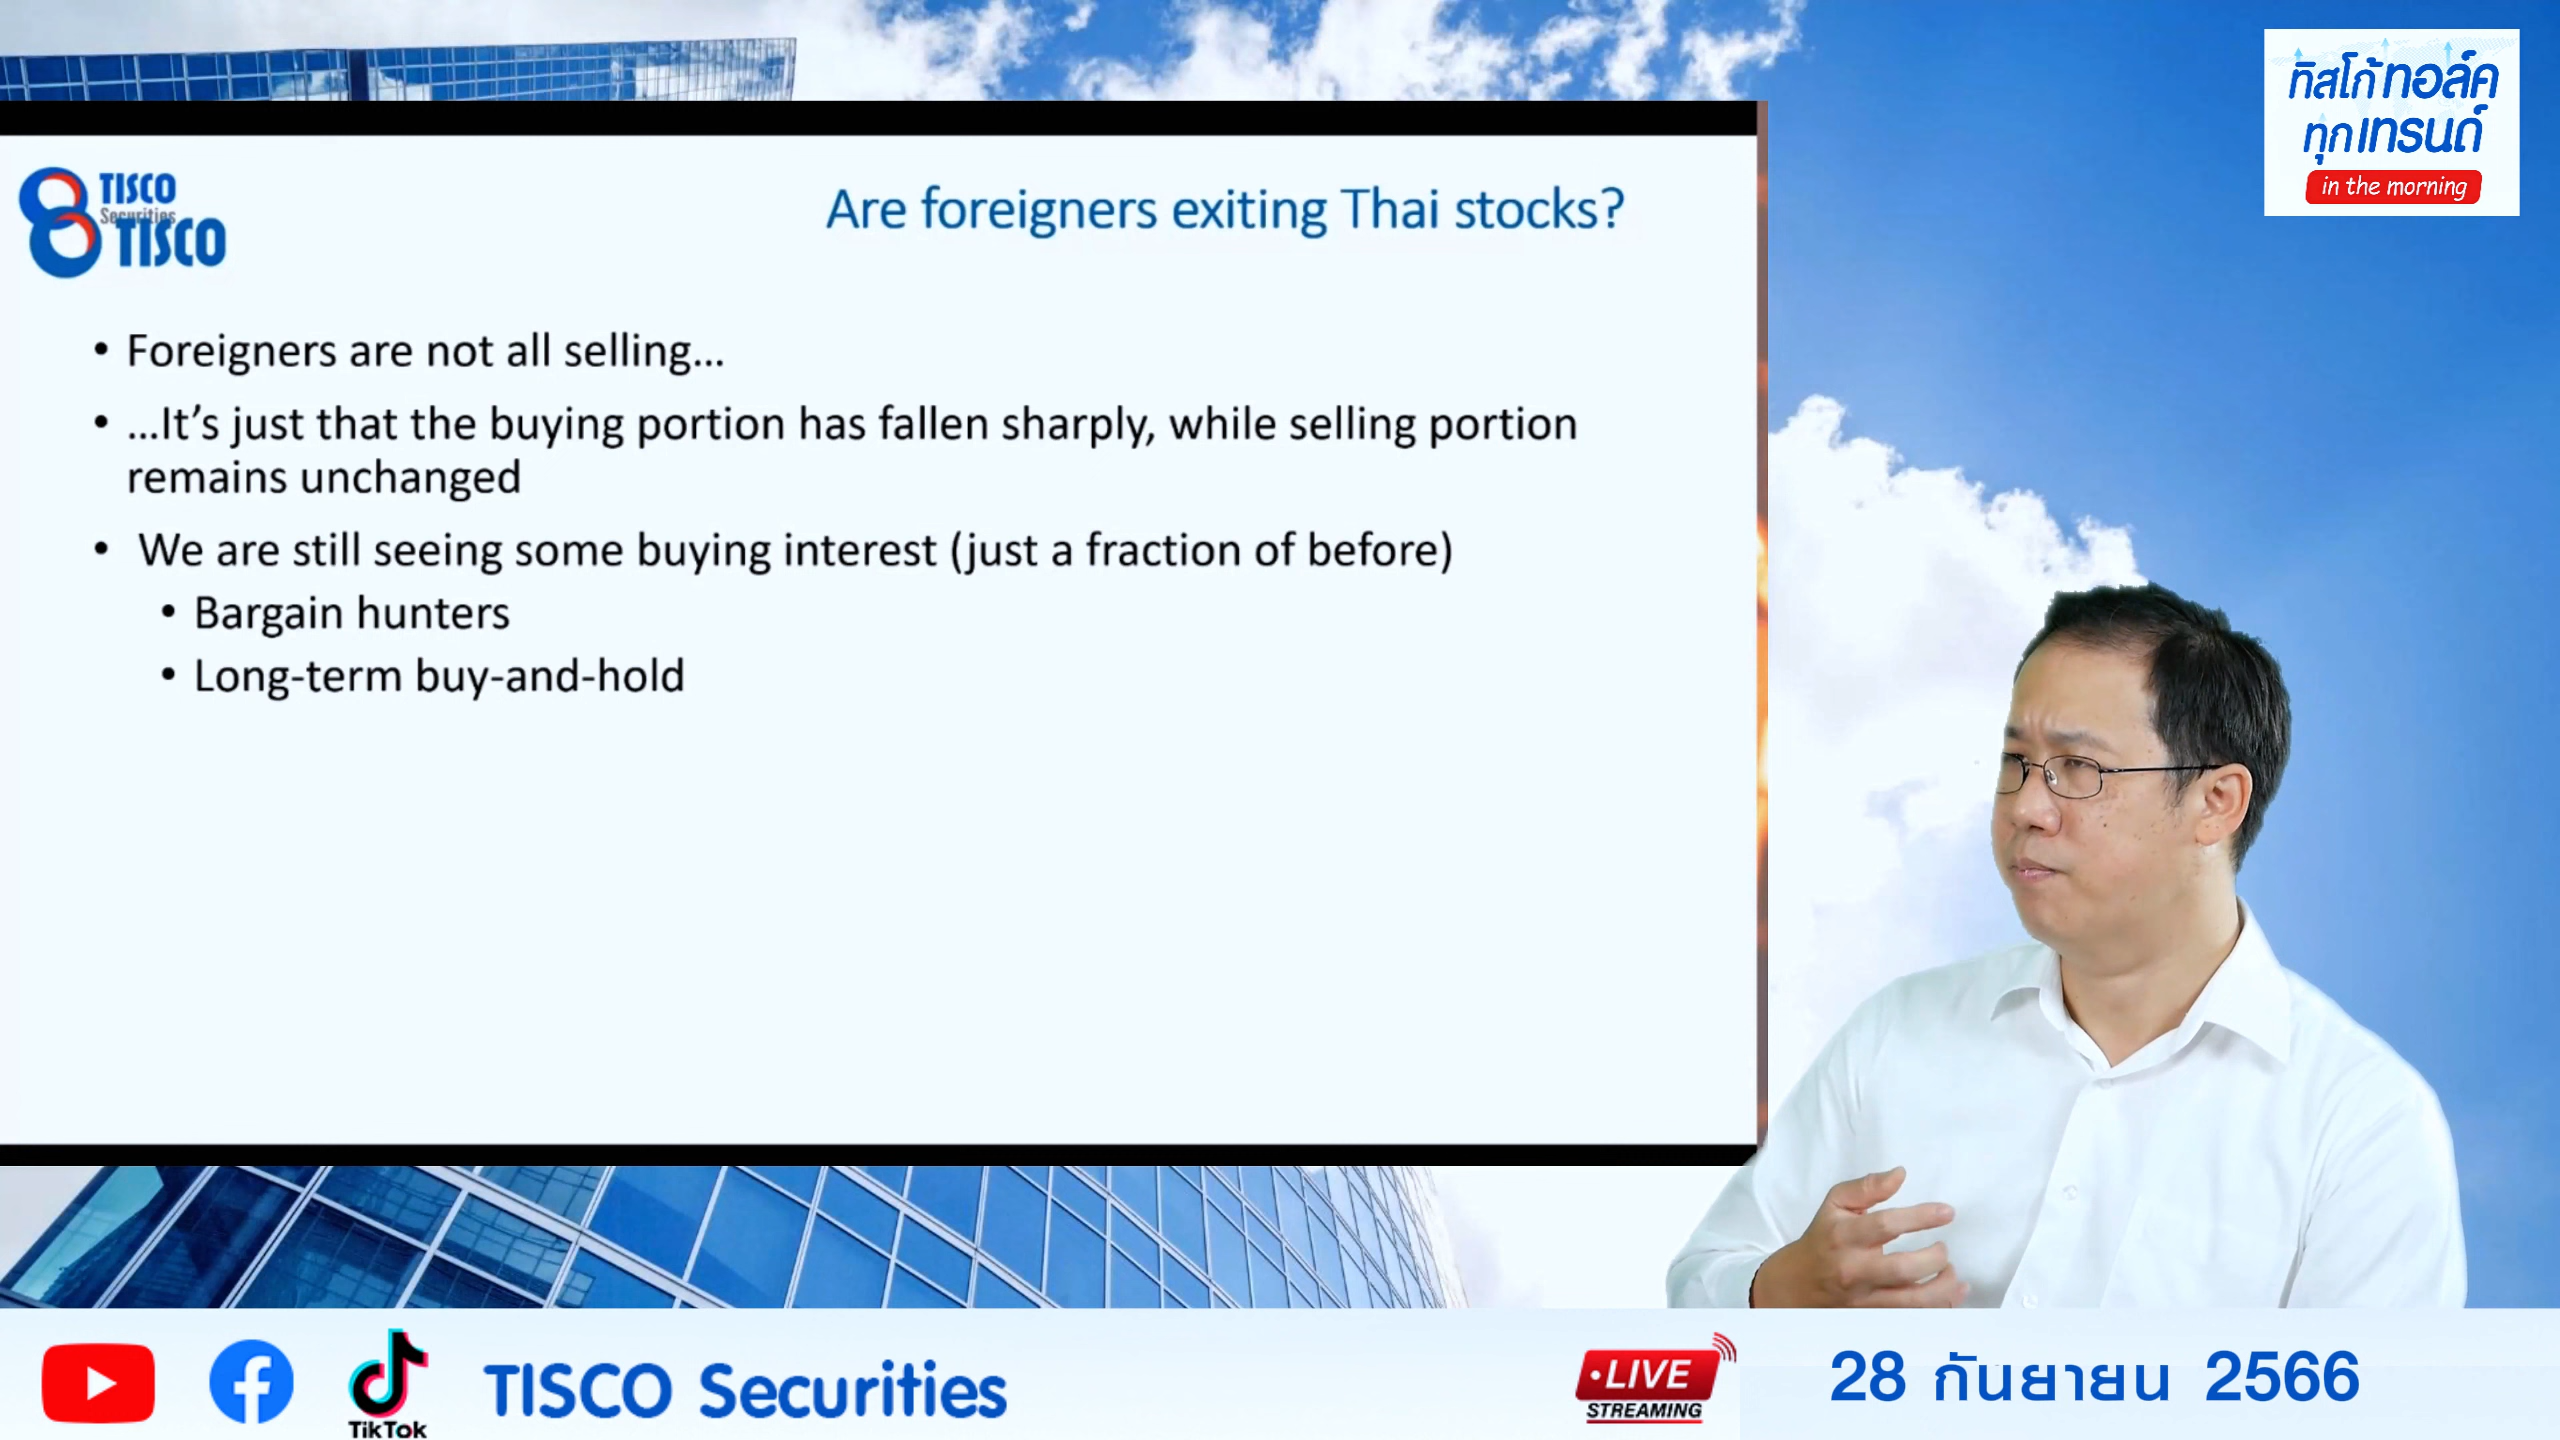 ทิสโก้ทอล์ค
ทุกเทรนด์
in the morning
TISCO
Securities
TISCO
Are foreigners exiting Thai stocks?
• Foreigners are not all selling...
• ...It’s just that the buying portion has fallen sharply, while selling portion
remains unchanged
• We are still seeing some buying interest (just a fraction of before)
• Bargain hunters
• Long-term buy-and-hold
TikTok
TISCO Securities
LIVE
STREAMING
28 กันยายน 2566